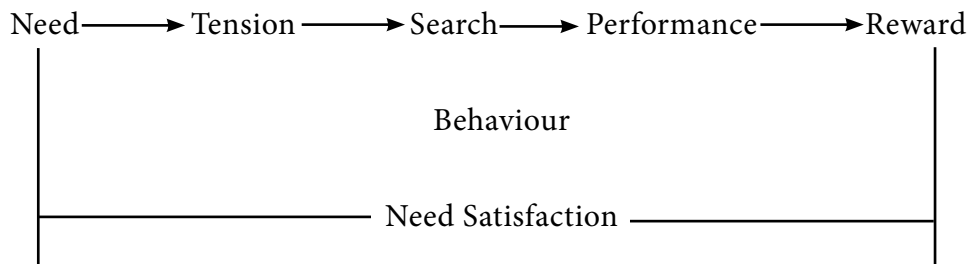 Need Tension Search Performance Reward
Behaviour
Need Satisfaction